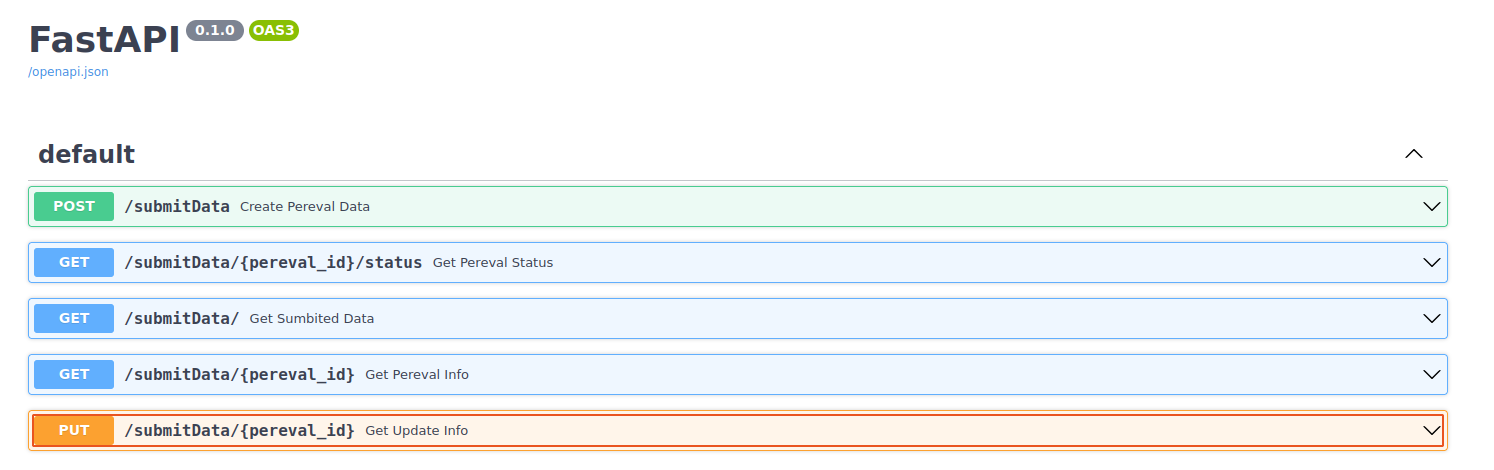 FastAPI 0.1.0 OAS3
/openapi.json
default
POST /submitData Create Pereval Data
GET /submitData/{pereval_id}/status Get Pereval Status
GET /submitData/ Get Sumbited Data
GET /submitData/{pereval_id} Get Pereval Info
PUT /submitData/{pereval_id} Get Update Info